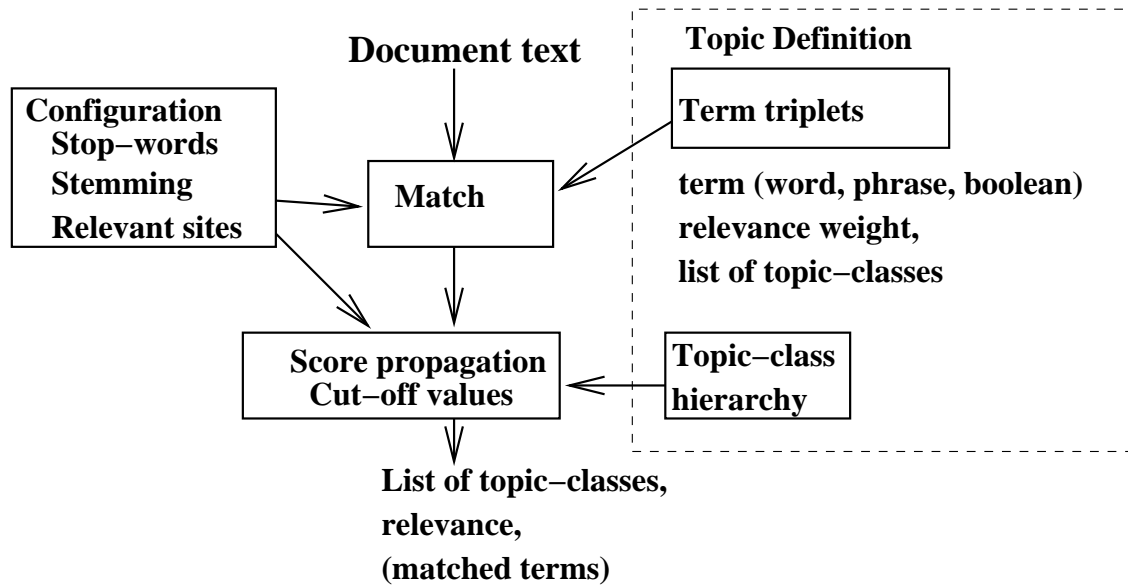 Document text
Topic Definition
Configuration
Stop−words
Stemming
Relevant sites
Match
Term triplets
term (word, phrase, boolean)
relevance weight,
list of topic−classes
Score propagation
Cut−off values
Topic−class
hierarchy
List of topic−classes,
relevance,
(matched terms)